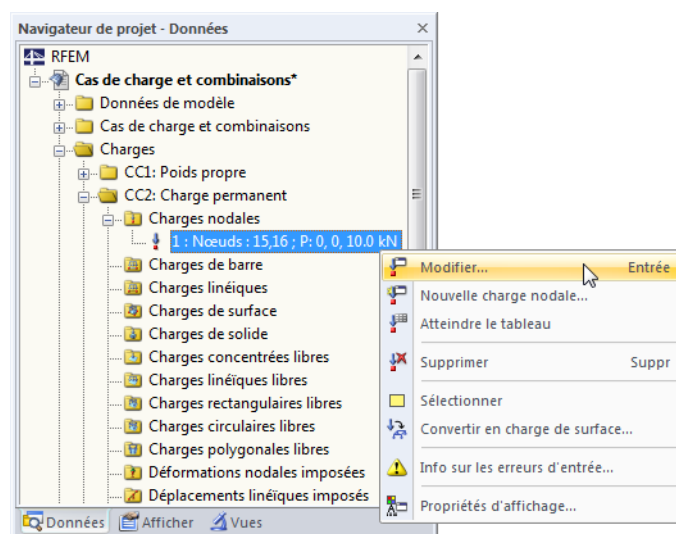 Navigateur de projet - Données
RFEM
Cas de charge et combinaisons*
Données de modèle
Cas de charge et combinaisons
Charges
CC1: Poids propre
CC2: Charge permanent
Charges nodales
1 : Nœuds : 15,16 ; P: 0, 0, 10.0 kN
Charges de barre
Charges linéiques
Charges de surface
Charges de solide
Charges concentrées libres
Charges linéiques libres
Charges rectangulaires libres
Charges circulaires libres
Charges polygonales libres
Déformations nodales imposées
Déplacements linéiques imposés
Données Afficher Vues
Modifier... Entrée
Nouvelle charge nodale...
Atteindre le tableau
Supprimer Suppr
Sélectionner
Convertir en charge de surface...
Info sur les erreurs d'entrée...
Propriétés d'affichage...